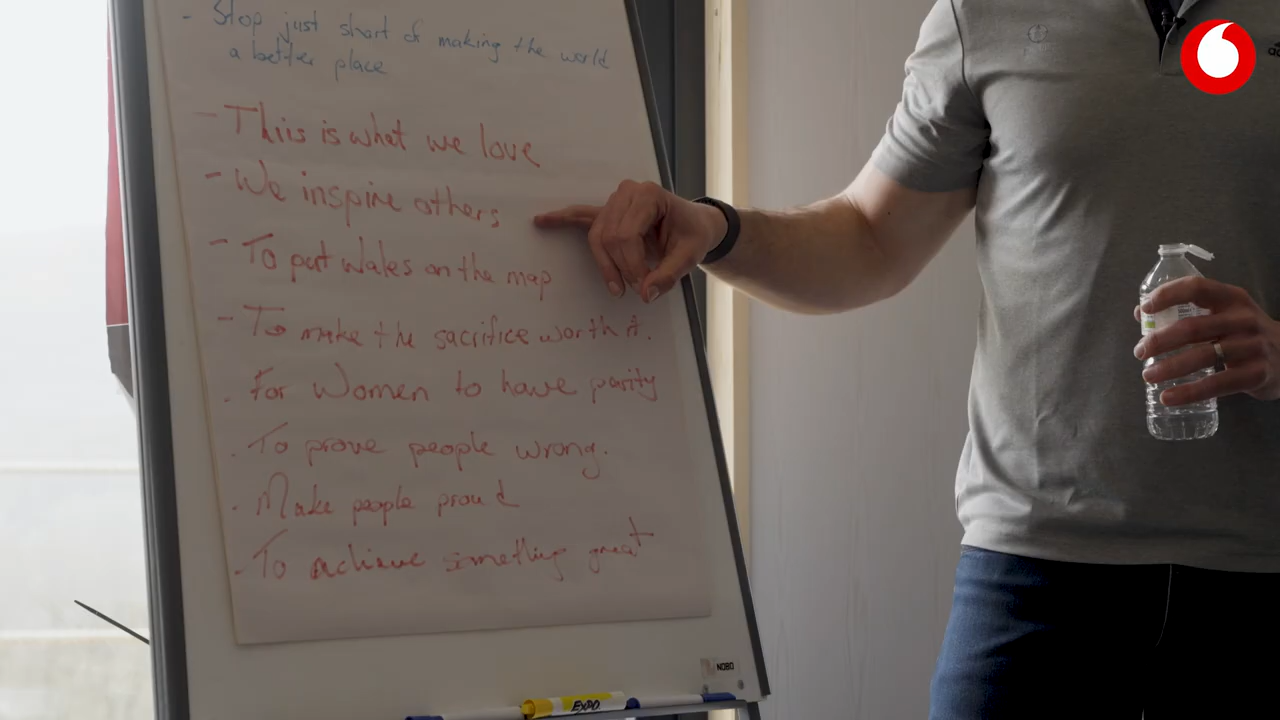 - Stop just short of making the world
a better place
- This is what we love
- We inspire others
- To put Wales on the map
- To make the sacrifice worth it.
. For Women to have parity
. To prove people wrong.
. Make people proud
. To achieve something great
NOBO
EXPO